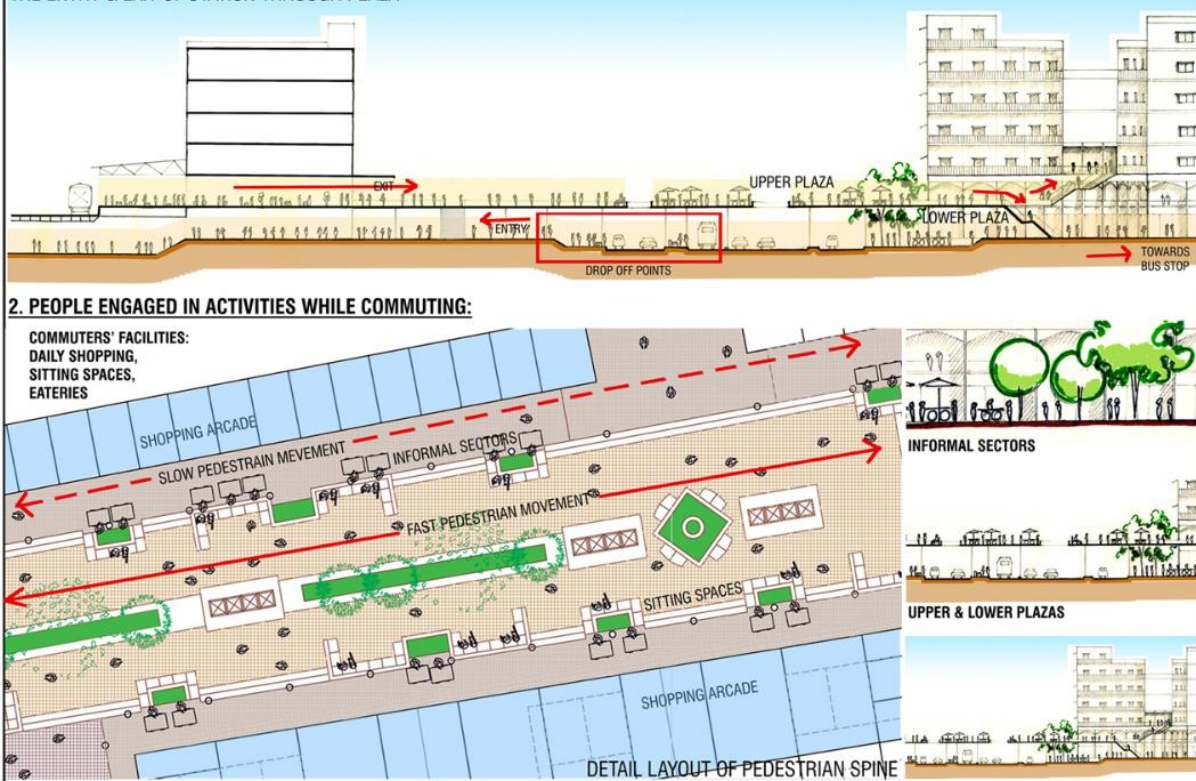 EXIT
UPPER PLAZA
LOWER PLAZA
ENTRY
DROP OFF POINTS
TOWARDS
BUS STOP
2. PEOPLE ENGAGED IN ACTIVITIES WHILE COMMUTING:
COMMUTERS' FACILITIES:
DAILY SHOPPING,
SITTING SPACES,
EATERIES
SHOPPING ARCADE
SLOW PEDESTRAIN MOVEMENT
INFORMAL SECTORS
FAST PEDESTRIAN MOVEMENT
SITTING SPACES
SHOPPING ARCADE
DETAIL LAYOUT OF PEDESTRIAN SPINE
INFORMAL SECTORS
UPPER & LOWER PLAZAS